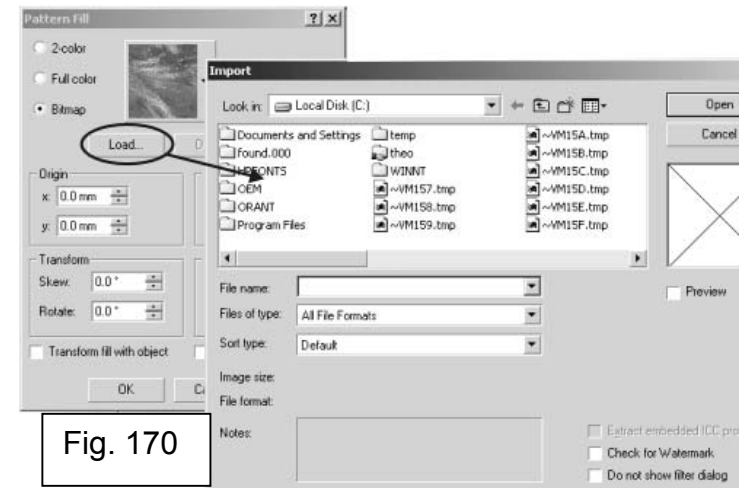 Pattern Fill
2-color
Full color
Bitmap
Load...
Origin
x: 0.0 mm
y: 0.0 mm
Transform
Skew: 0.0 °
Rotate: 0.0 °
Transform fill with object
OK
Import
Look in: Local Disk (C:)
Documents and Settings temp ~VM15A.tmp
found.000 theo ~VM15B.tmp
WINNT ~VM15C.tmp
OEM ~VM157.tmp ~VM15D.tmp
ORANT ~VM158.tmp ~VM15E.tmp
Program Files ~VM159.tmp ~VM15F.tmp
File name:
Files of type: All File Formats
Sort type: Default
Image size:
File format:
Notes:
Open
Cancel
Preview
Extract embedded ICC
Check for Watermark
Do not show filter dialog
Fig. 170